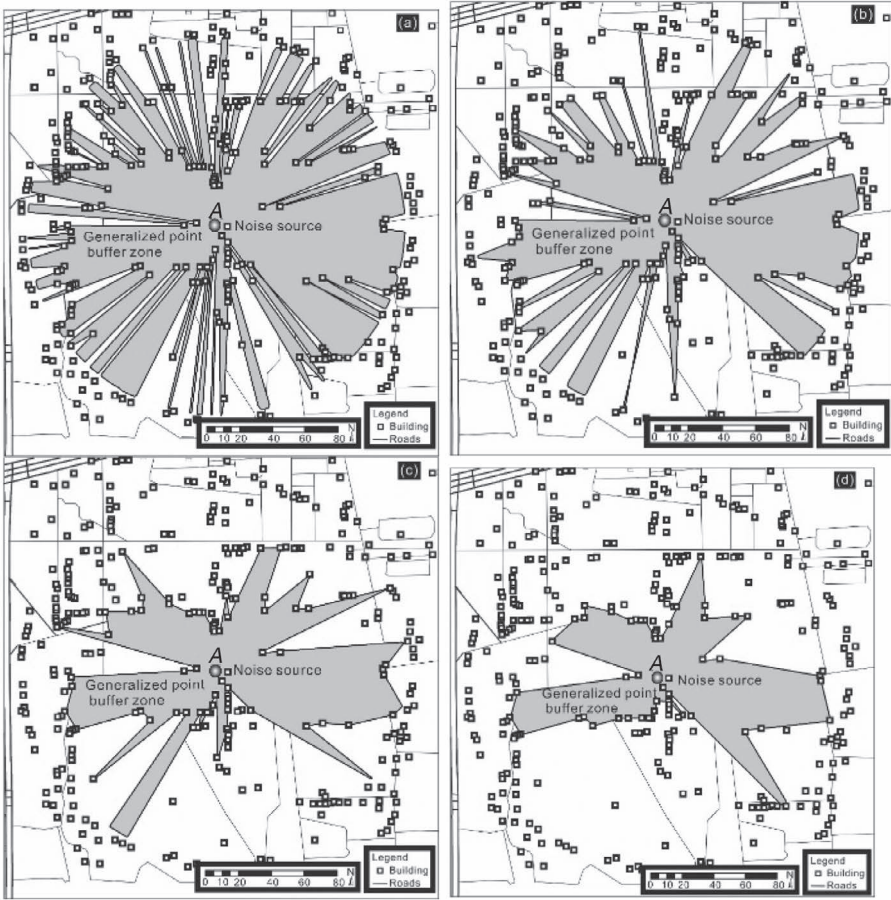 (a)
A
Noise source
Generalized point
buffer zone
Legend
Building
Roads
N
0 10 20 40 60 80
(b)
A
Noise source
Generalized point
buffer zone
Legend
Building
Roads
N
0 10 20 40 60 80
(c)
A
Noise source
Generalized point
buffer zone
Legend
Building
Roads
N
0 10 20 40 60 80
(d)
A
Noise source
Generalized point
buffer zone
Legend
Building
Roads
N
0 10 20 40 60 80